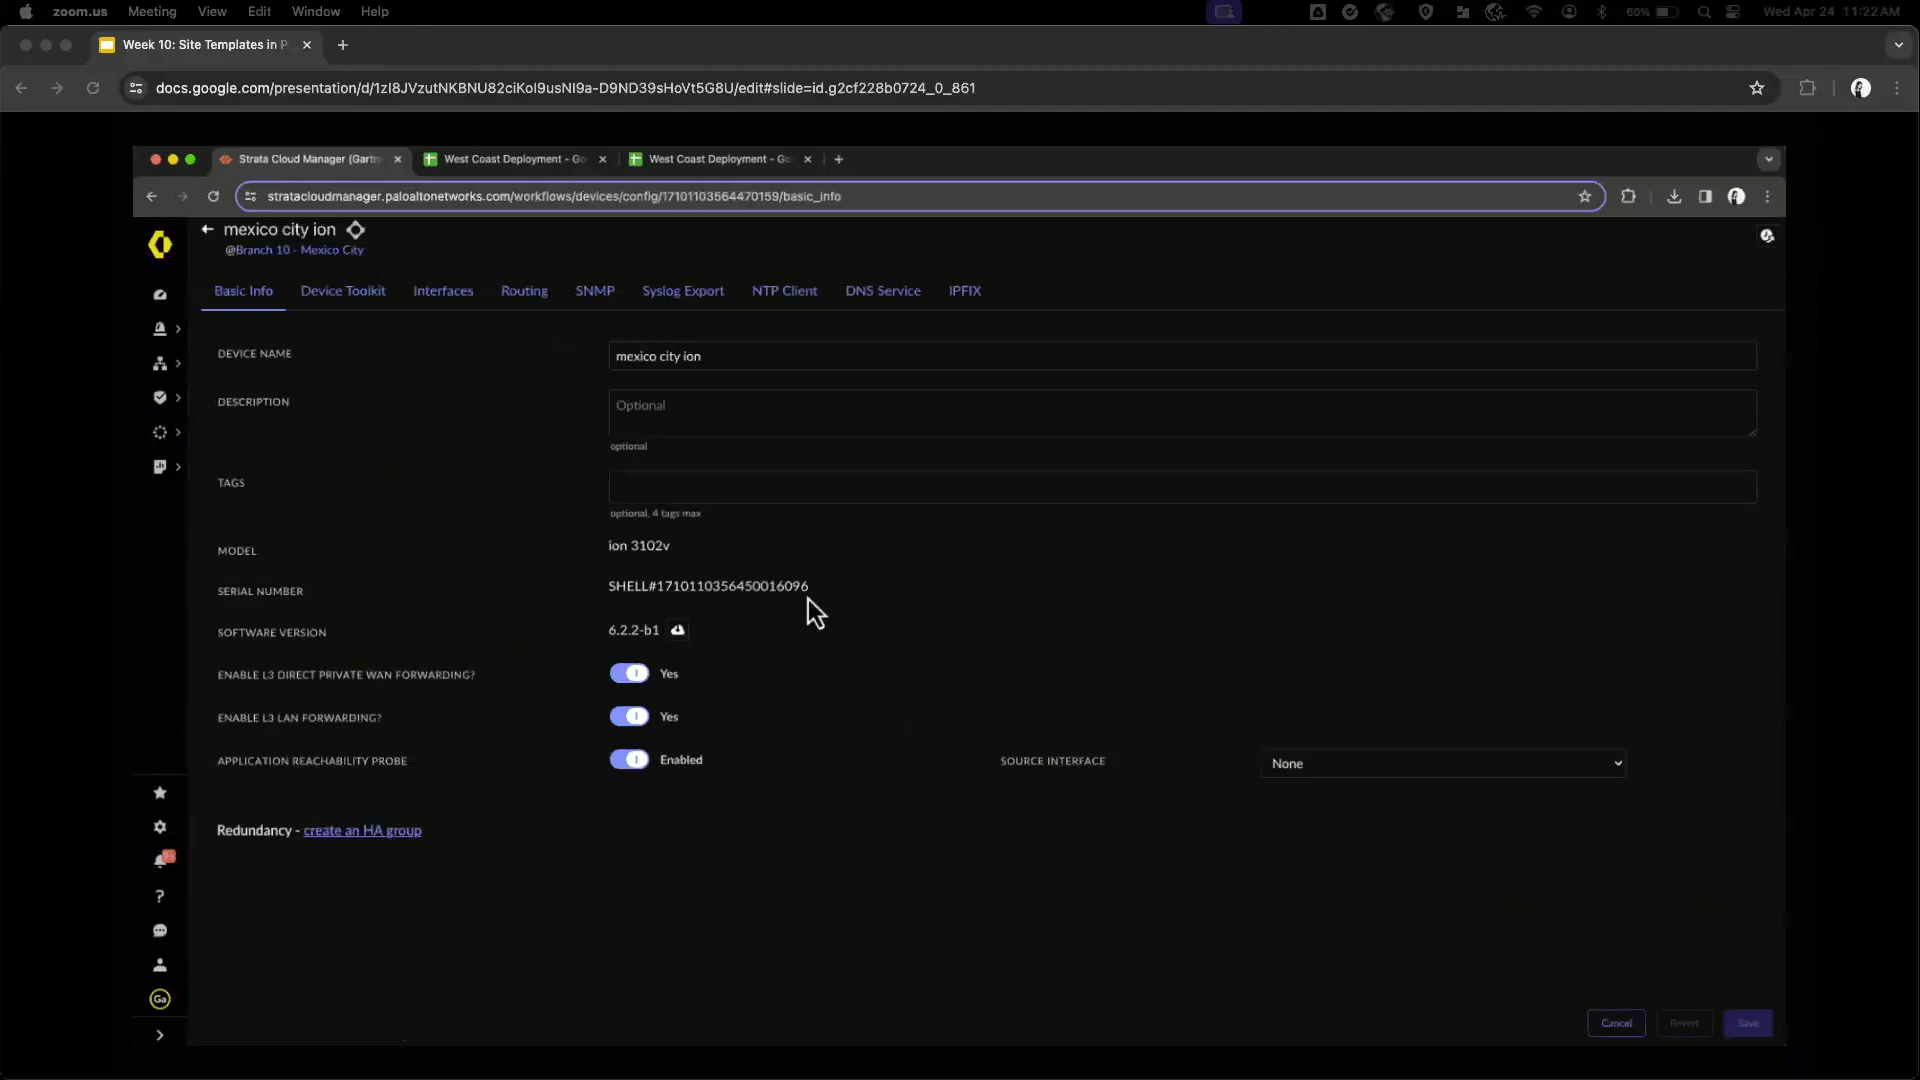 zoom.us Meeting View Edit Window Help 60% Wed Apr 24 11:22 AM
Week 10: Site Templates in P
docs.google.com/presentation/d/1zI8JVzutNKBNU82ciKol9usNI9a-D9ND39sHoVt5G8U/edit#slide=id.g2cf228b0724_0_861
Strata Cloud Manager (Gartn West Coast Deployment - Go West Coast Deployment - Go
stratacloudmanager.paloaltonetworks.com/workflows/devices/config/17101103564470159/basic_info
mexico city ion
@Branch 10 - Mexico City
Basic Info Device Toolkit Interfaces Routing SNMP Syslog Export NTP Client DNS Service IPFIX
DEVICE NAME mexico city ion
DESCRIPTION Optional
optional
TAGS
optional, 4 tags max
MODEL ion 3102v
SERIAL NUMBER SHELL#1710110356450016096
SOFTWARE VERSION 6.2.2-b1
ENABLE L3 DIRECT PRIVATE WAN FORWARDING? Yes
ENABLE L3 LAN FORWARDING? Yes
APPLICATION REACHABILITY PROBE Enabled SOURCE INTERFACE None
Redundancy - create an HA group
Ga
Cancel Revert Save